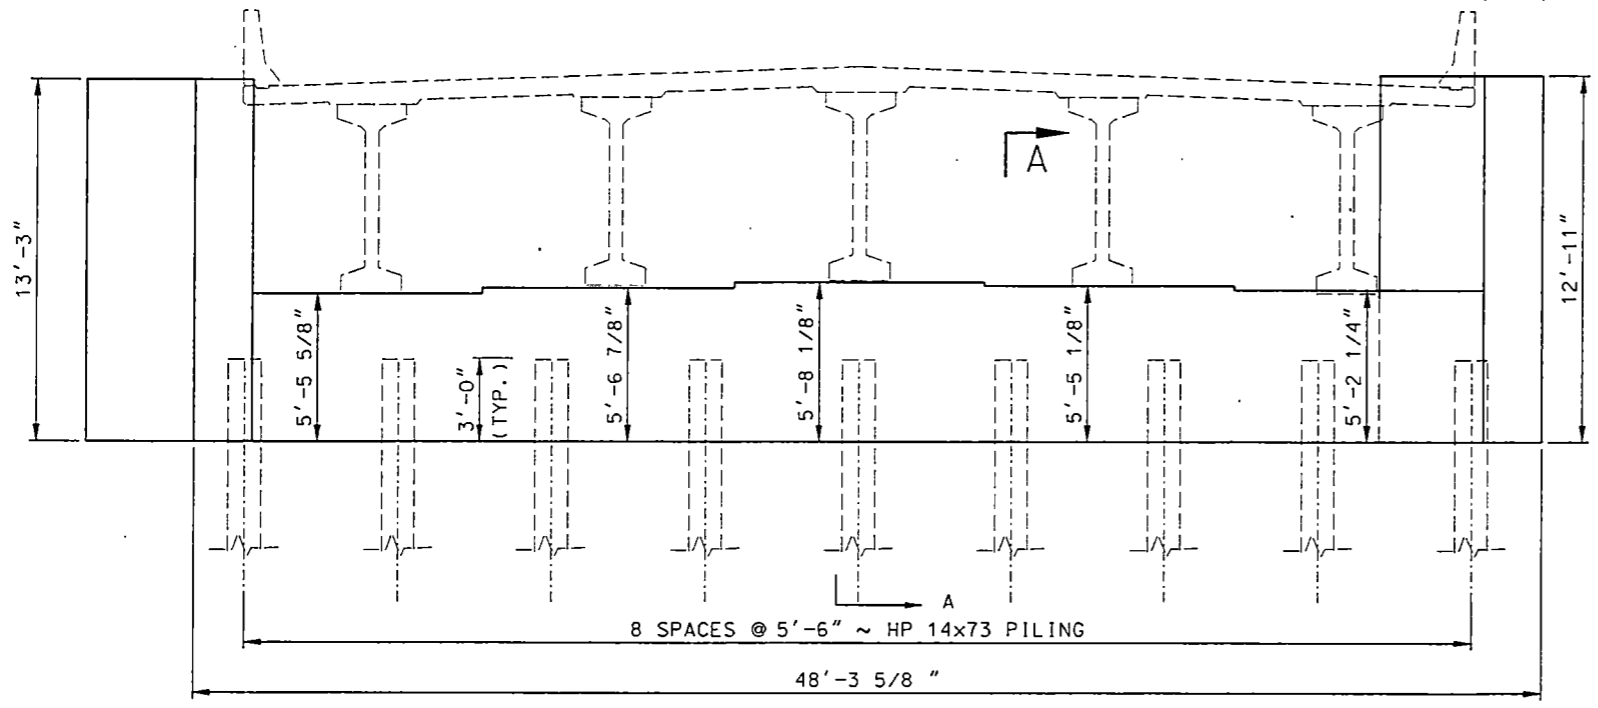 A
13'-3"
12'-11"
5'-5 5/8"
3'-0"
(TYP.)
5'-6 7/8"
5'-8 1/8"
5'-5 1/8"
5'-2 1/4"
A
8 SPACES @ 5'-6" ~ HP 14x73 PILING
48'-3 5/8 "